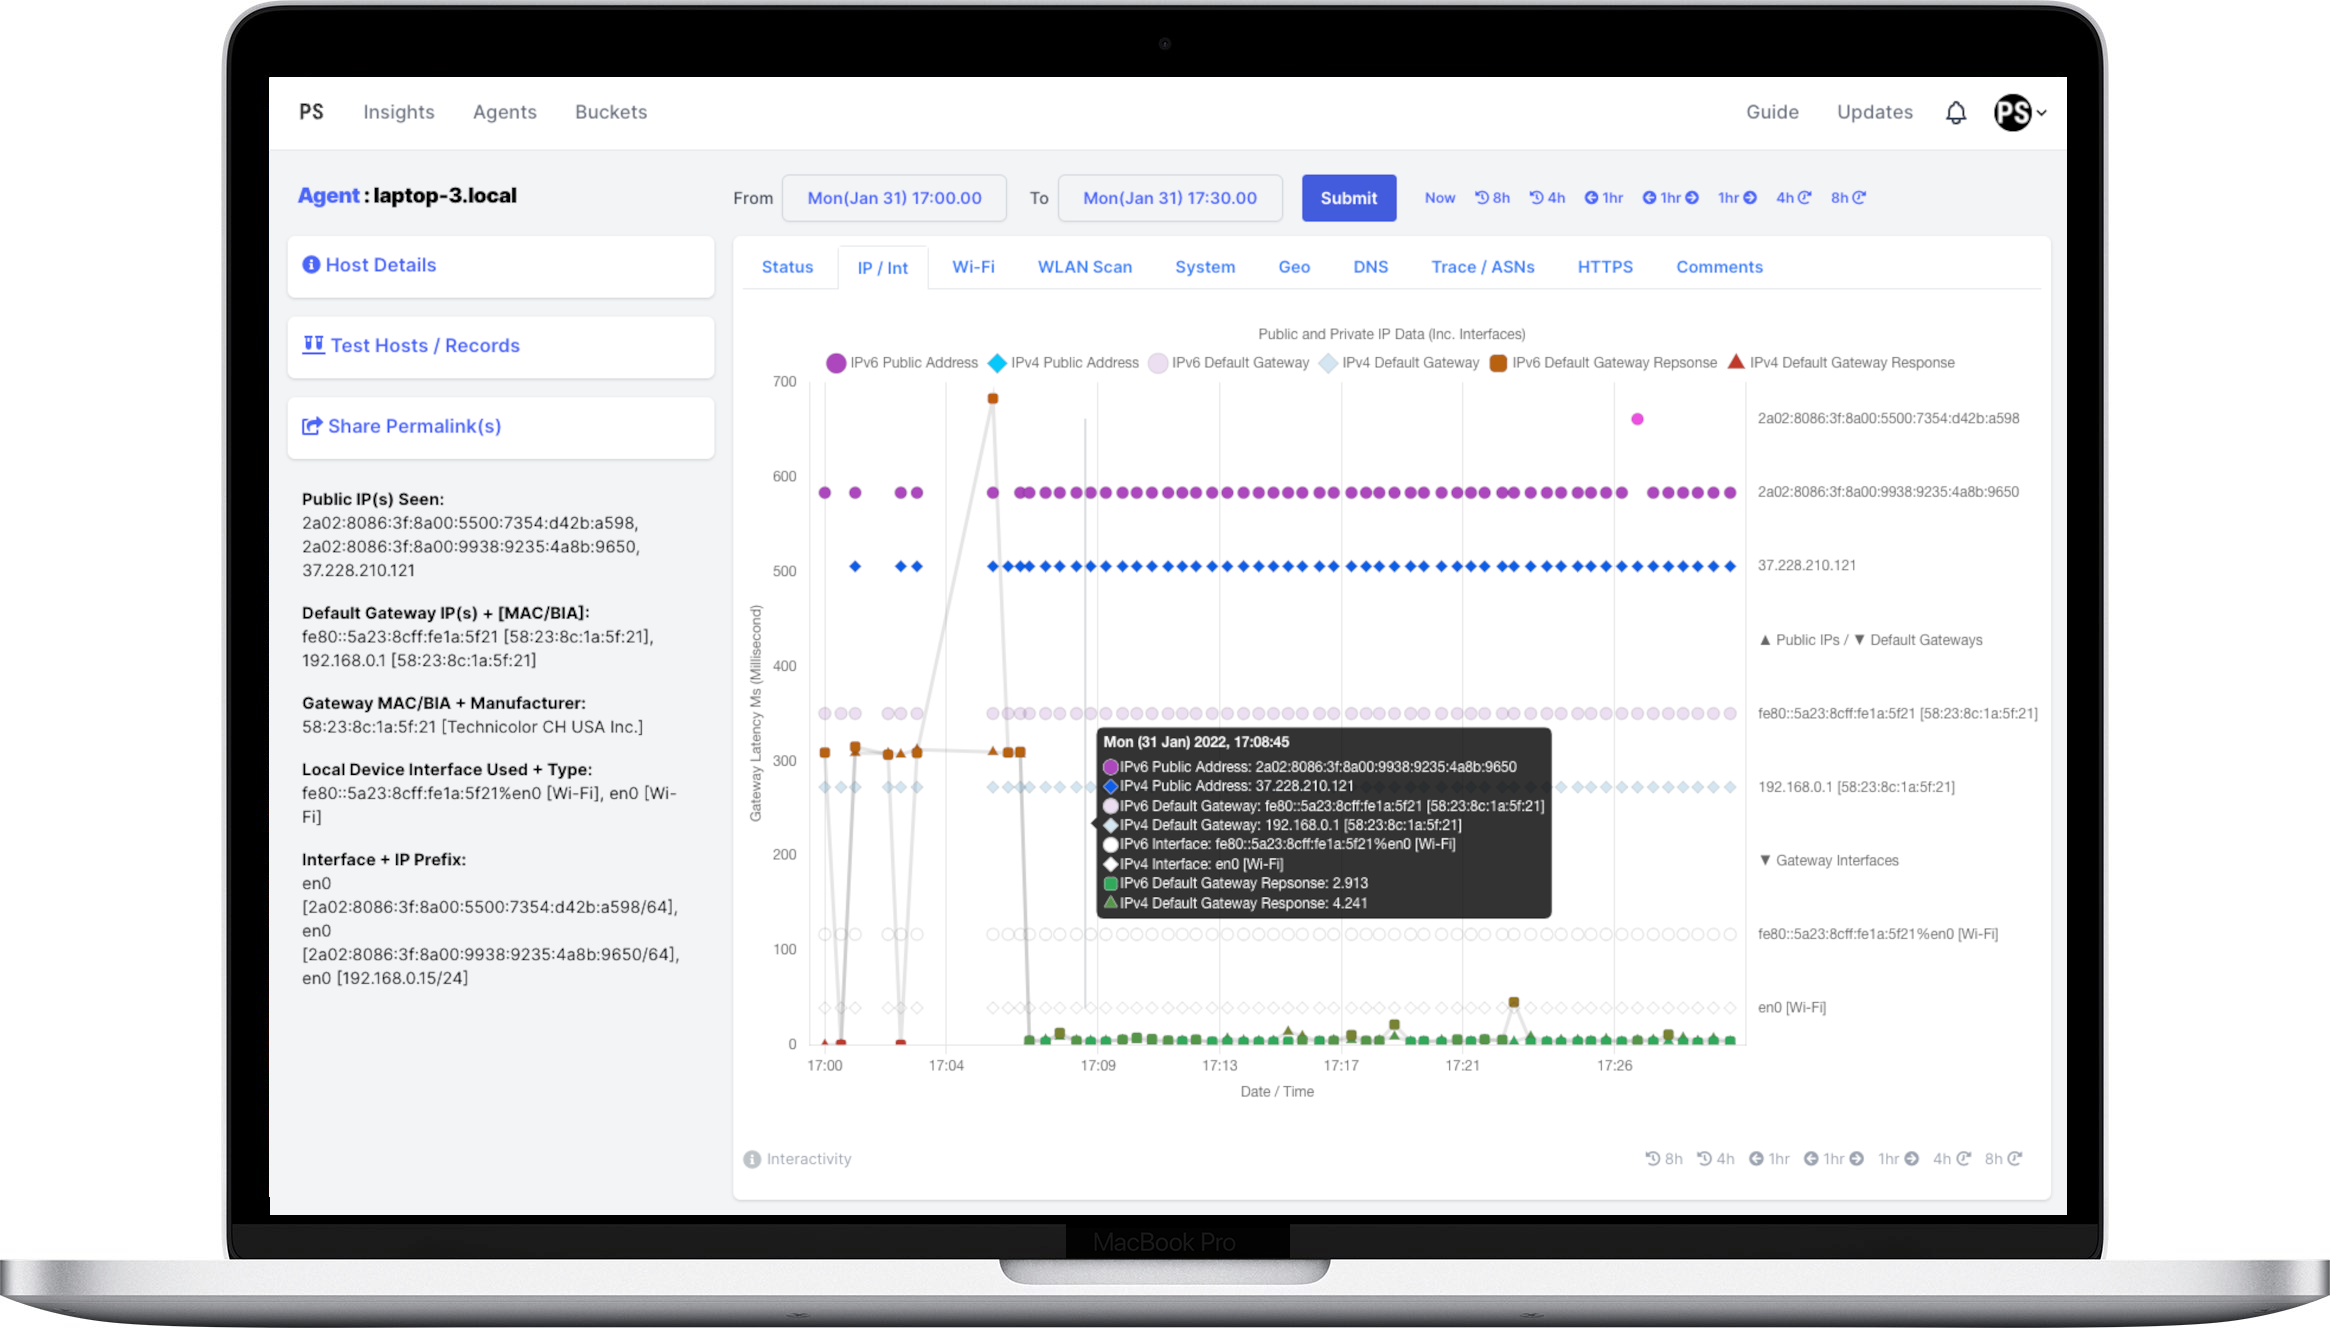 PS Insights Agents Buckets Guide Updates PS
Agent : laptop-3.local
From Mon(Jan 31) 17:00.00 To Mon(Jan 31) 17:30.00 Submit Now 8h 4h 1hr 1hr 1hr 4h 8h
Host Details
Test Hosts / Records
Share Permalink(s)
Public IP(s) Seen:
2a02:8086:3f:8a00:5500:7354:d42b:a598,
2a02:8086:3f:8a00:9938:9235:4a8b:9650,
37.228.210.121
Default Gateway IP(s) + [MAC/BIA]:
fe80::5a23:8cff:fe1a:5f21 [58:23:8c:1a:5f:21],
192.168.0.1 [58:23:8c:1a:5f:21]
Gateway MAC/BIA + Manufacturer:
58:23:8c:1a:5f:21 [Technicolor CH USA Inc.]
Local Device Interface Used + Type:
fe80::5a23:8cff:fe1a:5f21%en0 [Wi-Fi], en0 [Wi-
Fi]
Interface + IP Prefix:
en0
[2a02:8086:3f:8a00:5500:7354:d42b:a598/64],
en0
[2a02:8086:3f:8a00:9938:9235:4a8b:9650/64],
en0 [192.168.0.15/24]
Status IP / Int Wi-Fi WLAN Scan System Geo DNS Trace / ASNs HTTPS Comments
Public and Private IP Data (Inc. Interfaces)
IPv6 Public Address IPv4 Public Address IPv6 Default Gateway IPv4 Default Gateway IPv6 Default Gateway Repsonse IPv4 Default Gateway Response
Gateway Latency Ms (Millisecond)
700
600
500
400
300
200
100
0
2a02:8086:3f:8a00:5500:7354:d42b:a598
2a02:8086:3f:8a00:9938:9235:4a8b:9650
37.228.210.121
▲ Public IPs / ▼ Default Gateways
fe80::5a23:8cff:fe1a:5f21 [58:23:8c:1a:5f:21]
192.168.0.1 [58:23:8c:1a:5f:21]
▼ Gateway Interfaces
fe80::5a23:8cff:fe1a:5f21%en0 [Wi-Fi]
en0 [Wi-Fi]
Mon (31 Jan) 2022, 17:08:45
IPv6 Public Address: 2a02:8086:3f:8a00:9938:9235:4a8b:9650
IPv4 Public Address: 37.228.210.121
IPv6 Default Gateway: fe80::5a23:8cff:fe1a:5f21 [58:23:8c:1a:5f:21]
IPv4 Default Gateway: 192.168.0.1 [58:23:8c:1a:5f:21]
IPv6 Interface: fe80::5a23:8cff:fe1a:5f21%en0 [Wi-Fi]
IPv4 Interface: en0 [Wi-Fi]
IPv6 Default Gateway Repsonse: 2.913
IPv4 Default Gateway Response: 4.241
17:00 17:04 17:09 17:13 17:17 17:21 17:26
Date / Time
Interactivity 8h 4h 1hr 1hr 1hr 4h 8h
MacBook Pro